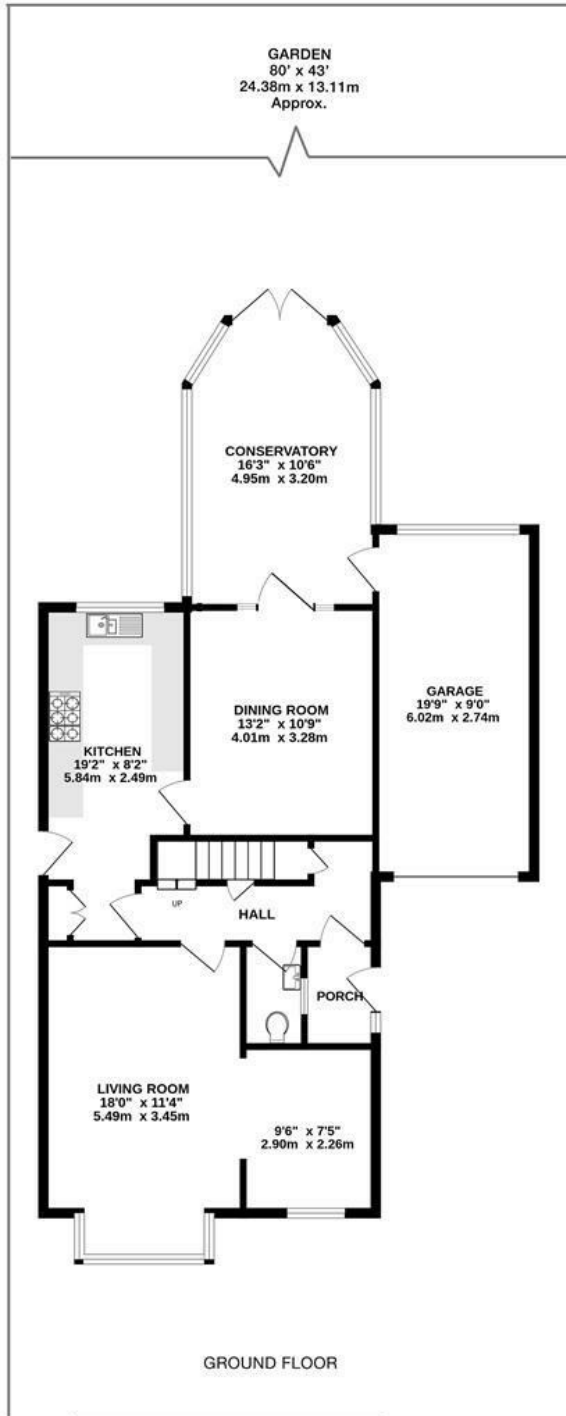 GARDEN
80' x 43'
24.38m x 13.11m
Approx.
CONSERVATORY
16'3" x 10'6"
4.95m x 3.20m
GARAGE
19'9" x 9'0"
6.02m x 2.74m
DINING ROOM
13'2" x 10'9"
4.01m x 3.28m
KITCHEN
19'2" x 8'2"
5.84m x 2.49m
UP
HALL
PORCH
LIVING ROOM
18'0" x 11'4"
5.49m x 3.45m
9'6" x 7'5"
2.90m x 2.26m
GROUND FLOOR